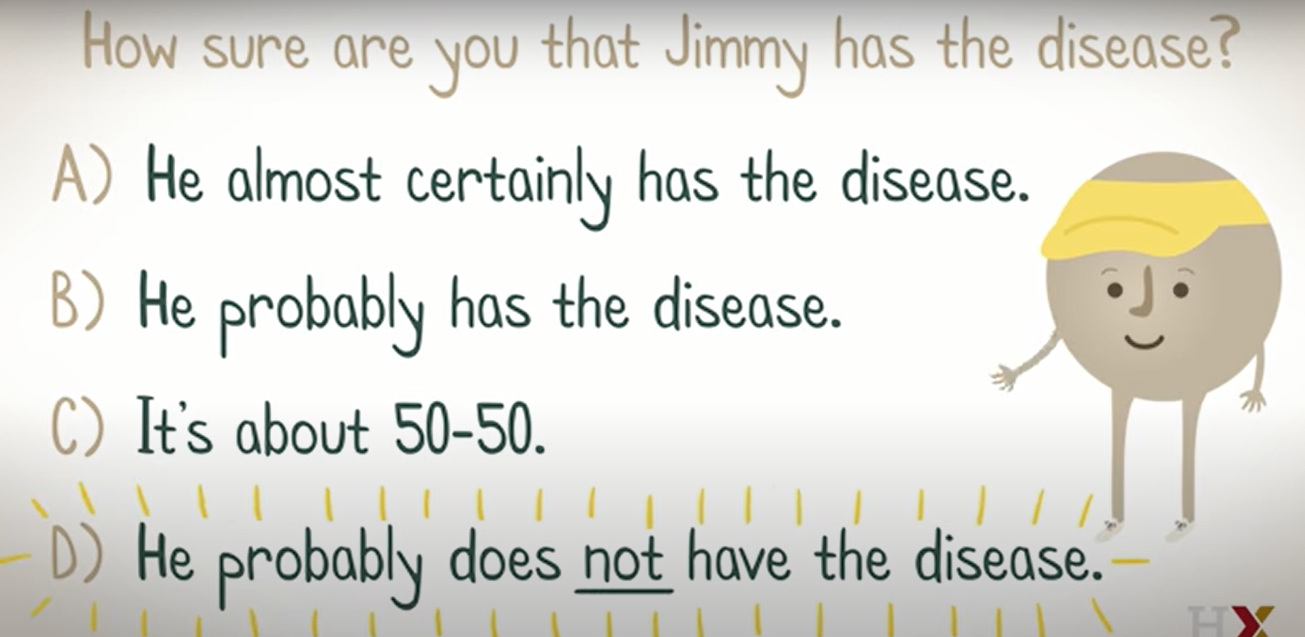 How sure are you that Jimmy has the disease?
A) He almost certainly has the disease.
B) He probably has the disease.
C) It's about 50-50.
D) He probably does not have the disease.
HX